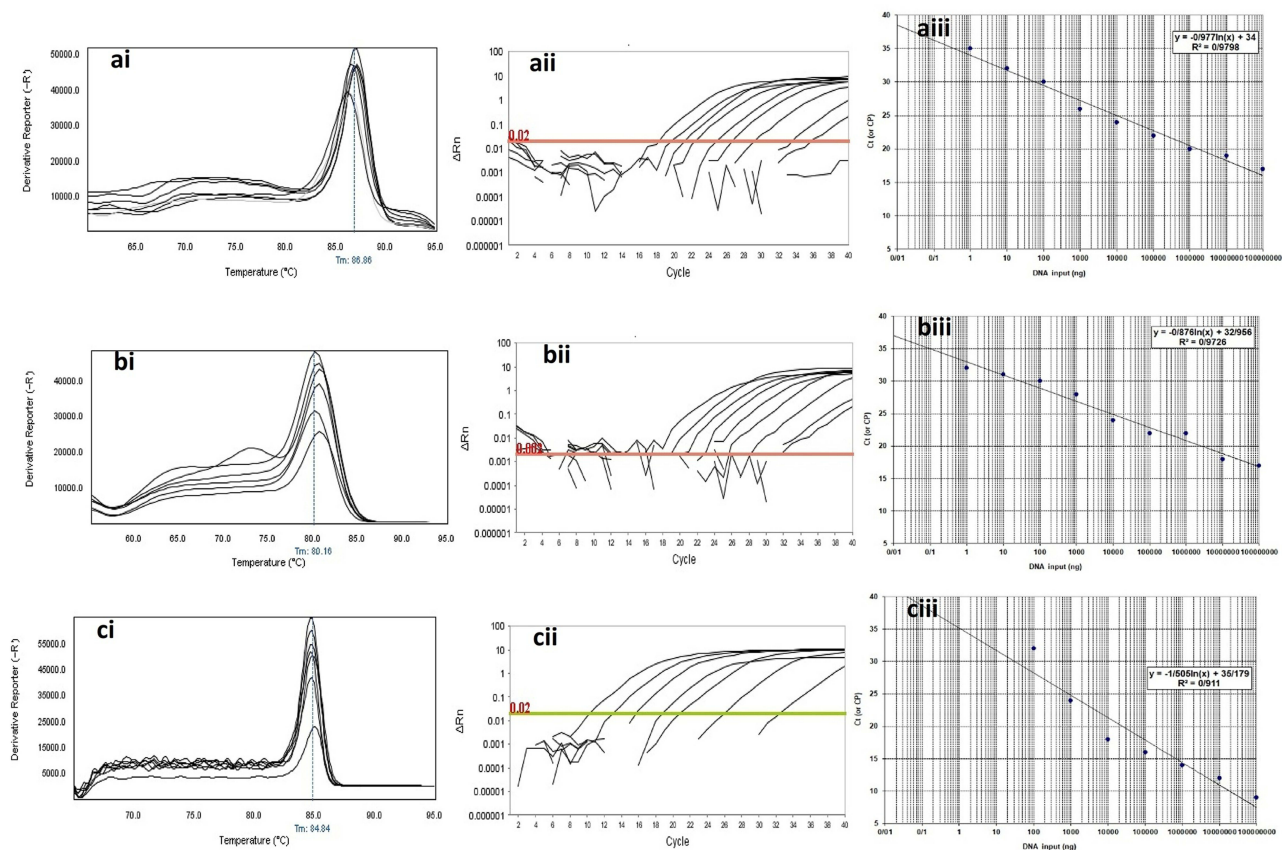 ai
50000.0
40000.0
30000.0
20000.0
10000.0
Derivative Reporter (-R')
65.0 70.0 75.0 80.0 85.0 90.0 95.0
Tm: 86.86
Temperature (°C)
aii
100
10
1
0.1
0.02
0.01
0.001
0.0001
0.00001
0.000001
ΔRn
2 4 6 8 10 12 14 16 18 20 22 24 26 28 30 32 34 36 38 40
Cycle
aiii
y = -0/977ln(x) + 34
R² = 0/9798
40
35
30
25
20
15
10
5
Ct (or CP)
0/01 0/1 1 10 100 1000 10000 100000 1000000 10000000 100000000
DNA input (ng)
bi
40000.0
30000.0
20000.0
10000.0
Derivative Reporter (-R')
60.0 65.0 70.0 75.0 80.0 85.0 90.0 95.0
Tm: 80.16
Temperature (°C)
bii
100
10
1
0.1
0.01
0.002
0.001
0.0001
0.00001
0.000001
ΔRn
2 4 6 8 10 12 14 16 18 20 22 24 26 28 30 32 34 36 38 40
Cycle
biii
y = -0/876ln(x) + 32/956
R² = 0/9726
40
35
30
25
20
15
10
5
Ct (or CP)
0/01 0/1 1 10 100 1000 10000 100000 1000000 10000000 100000000
DNA input (ng)
ci
55000.0
45000.0
35000.0
25000.0
15000.0
5000.0
Derivative Reporter (-R')
70.0 75.0 80.0 85.0 90.0 95.0
Tm: 84.84
Temperature (°C)
cii
100
10
1
0.1
0.02
0.01
0.001
0.0001
0.00001
0.000001
ΔRn
2 4 6 8 10 12 14 16 18 20 22 24 26 28 30 32 34 36 38 40
Cycle
ciii
y = -1/505ln(x) + 35/179
R² = 0/911
40
35
30
25
20
15
10
5
Ct (or CP)
0/01 0/1 1 10 100 1000 10000 100000 1000000 10000000 100000000
DNA input (ng)